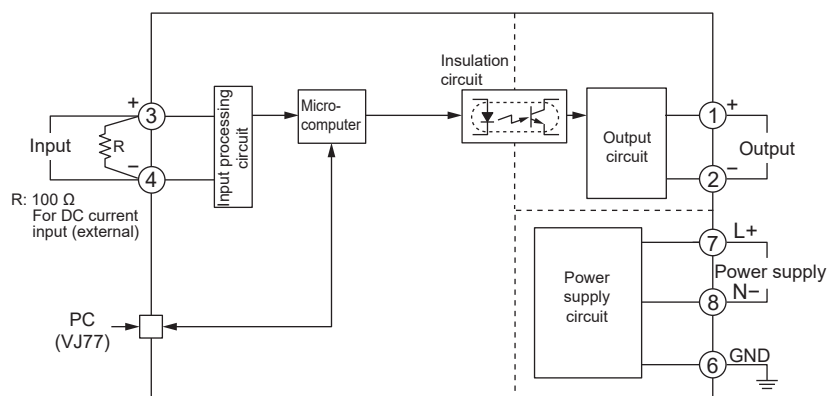 Insulation
circuit
+
3
Input processing
circuit
Micro-
computer
1
+
Input
R
Output
circuit
Output
−
4
2
−
R: 100 Ω
For DC current
input (external)
7
L+
Power
supply
circuit
Power supply
8
N−
PC
(VJ77)
6
GND